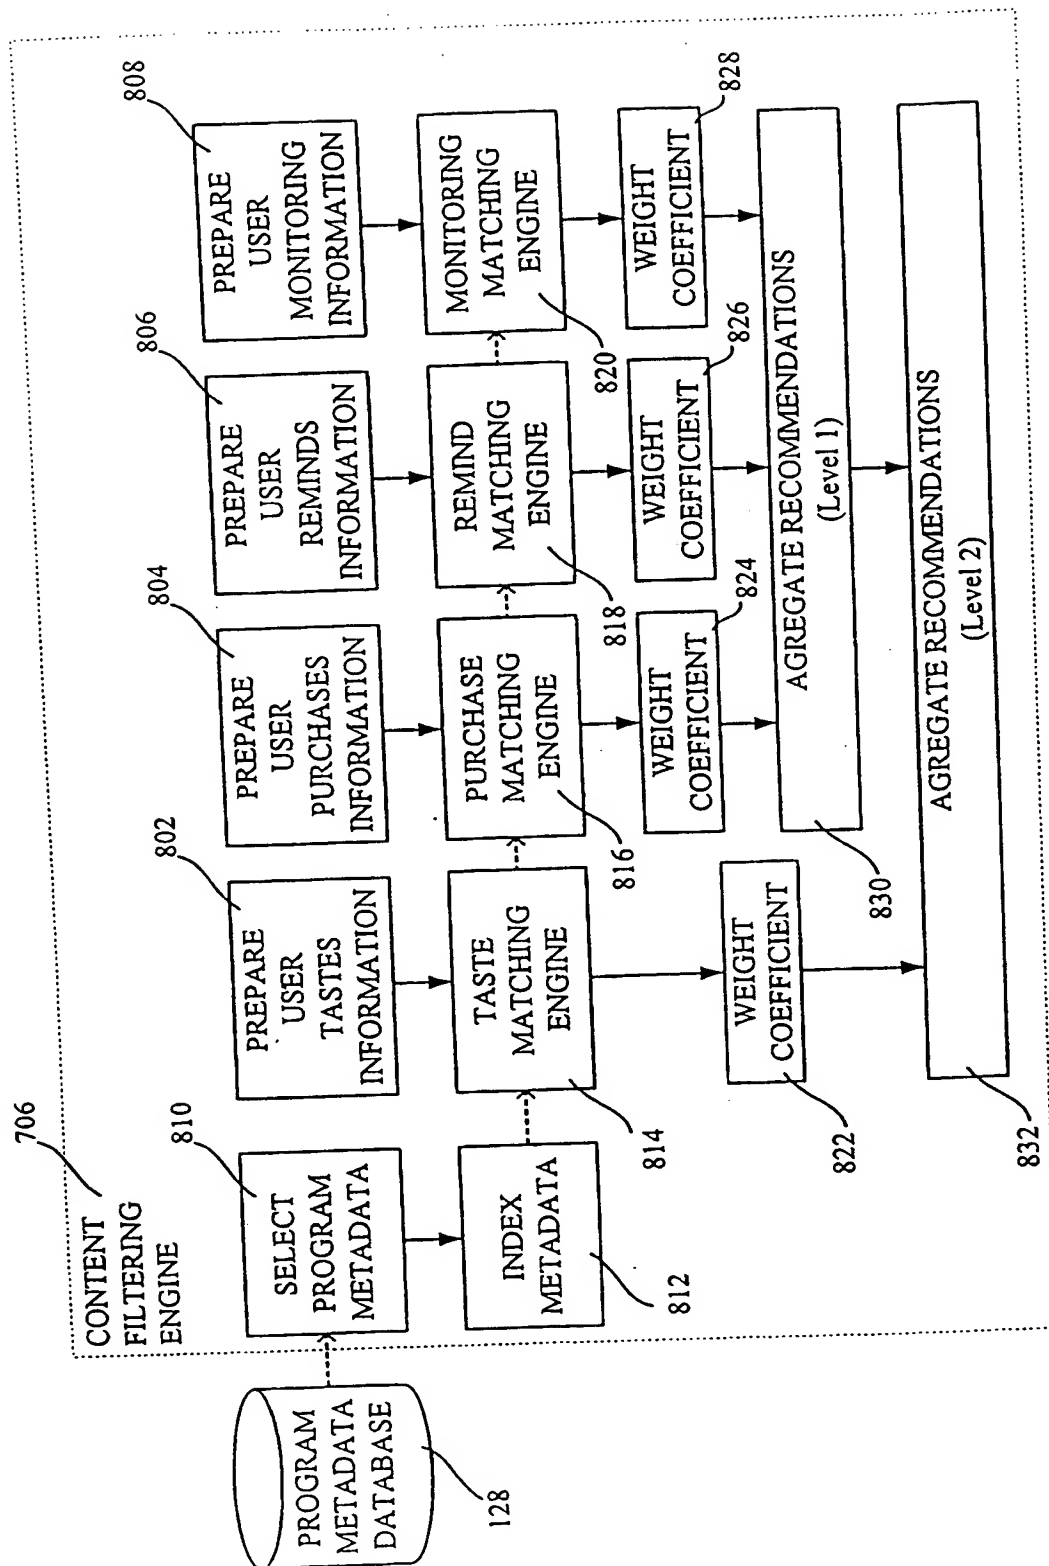 CONTENT
FILTERING
ENGINE
706
PROGRAM
METADATA
DATABASE
128
810
SELECT
PROGRAM
METADATA
802
PREPARE
USER
TASTES
INFORMATION
804
PREPARE
USER
PURCHASES
INFORMATION
806
PREPARE
USER
REMINDS
INFORMATION
808
PREPARE
USER
MONITORING
INFORMATION
INDEX
METADATA
812
TASTE
MATCHING
ENGINE
814
PURCHASE
MATCHING
ENGINE
816
REMIND
MATCHING
ENGINE
818
MONITORING
MATCHING
ENGINE
820
WEIGHT
COEFFICIENT
822
WEIGHT
COEFFICIENT
824
WEIGHT
COEFFICIENT
826
WEIGHT
COEFFICIENT
828
AGREGATE RECOMMENDATIONS
(Level 1)
830
AGREGATE RECOMMENDATIONS
(Level 2)
832